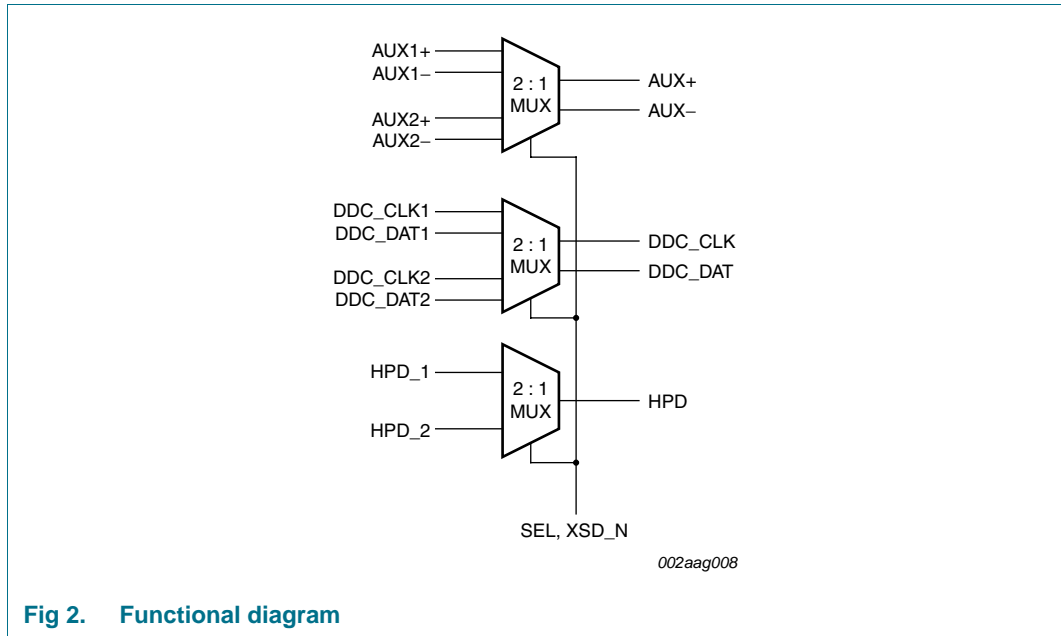 AUX1+
AUX1−
AUX2+
AUX2−
2 : 1
MUX
AUX+
AUX−
DDC_CLK1
DDC_DAT1
DDC_CLK2
DDC_DAT2
2 : 1
MUX
DDC_CLK
DDC_DAT
HPD_1
HPD_2
2 : 1
MUX
HPD
SEL, XSD_N
002aag008
Fig 2. Functional diagram